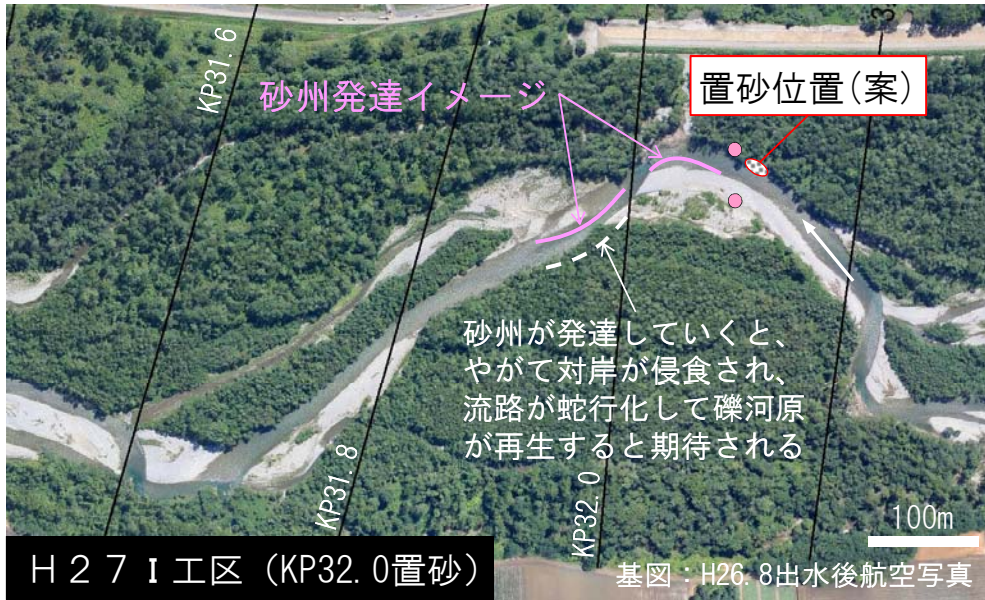 KP31.6
砂州発達イメージ
置砂位置(案)
砂州が発達していくと、
やがて対岸が侵食され、
流路が蛇行化して礫河原
が再生すると期待される
KP31.8
KP32.0
100m
H27 I工区 (KP32.0置砂)
基図:H26.8出水後航空写真